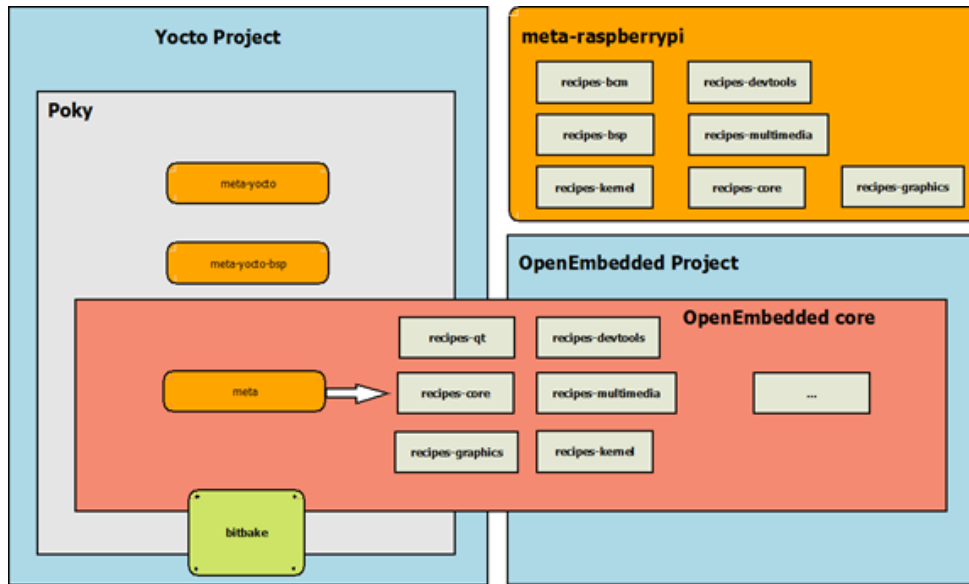 Yocto Project
Poky
meta-yocto
meta-yocto-bsp
meta-raspberrypi
recipes-bcm
recipes-devtools
recipes-bsp
recipes-multimedia
recipes-kernel
recipes-core
recipes-graphics
OpenEmbedded Project
OpenEmbedded core
recipes-qt
recipes-devtools
meta
recipes-core
recipes-multimedia
...
recipes-graphics
recipes-kernel
bitbake